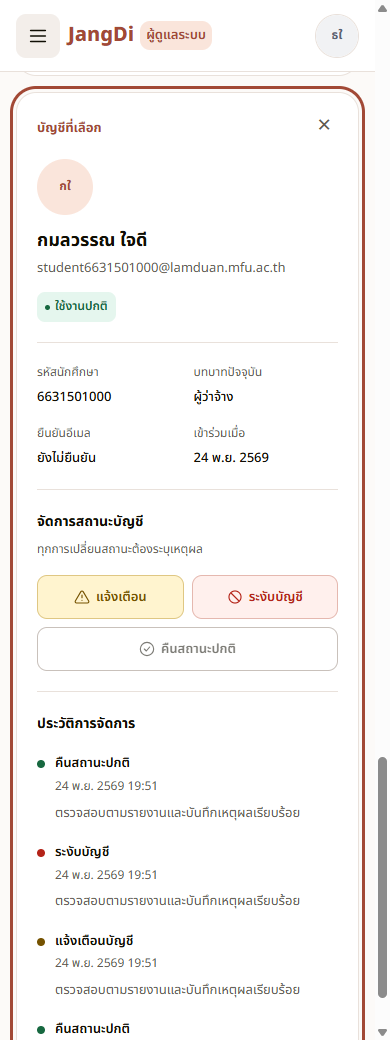 JangDi ผู้ดูแลระบบ ธใ
บัญชีที่เลือก
กใ
กมลวรรณ ใจดี
student6631501000@lamduan.mfu.ac.th
ใช้งานปกติ
รหัสนักศึกษา บทบาทปัจจุบัน
6631501000 ผู้ว่าจ้าง
ยืนยันอีเมล เข้าร่วมเมื่อ
ยังไม่ยืนยัน 24 พ.ย. 2569
จัดการสถานะบัญชี
ทุกการเปลี่ยนสถานะต้องระบุเหตุผล
แจ้งเตือน ระงับบัญชี
คืนสถานะปกติ
ประวัติการจัดการ
คืนสถานะปกติ
24 พ.ย. 2569 19:51
ตรวจสอบตามรายงานและบันทึกเหตุผลเรียบร้อย
ระงับบัญชี
24 พ.ย. 2569 19:51
ตรวจสอบตามรายงานและบันทึกเหตุผลเรียบร้อย
แจ้งเตือนบัญชี
24 พ.ย. 2569 19:51
ตรวจสอบตามรายงานและบันทึกเหตุผลเรียบร้อย
คืนสถานะปกติ